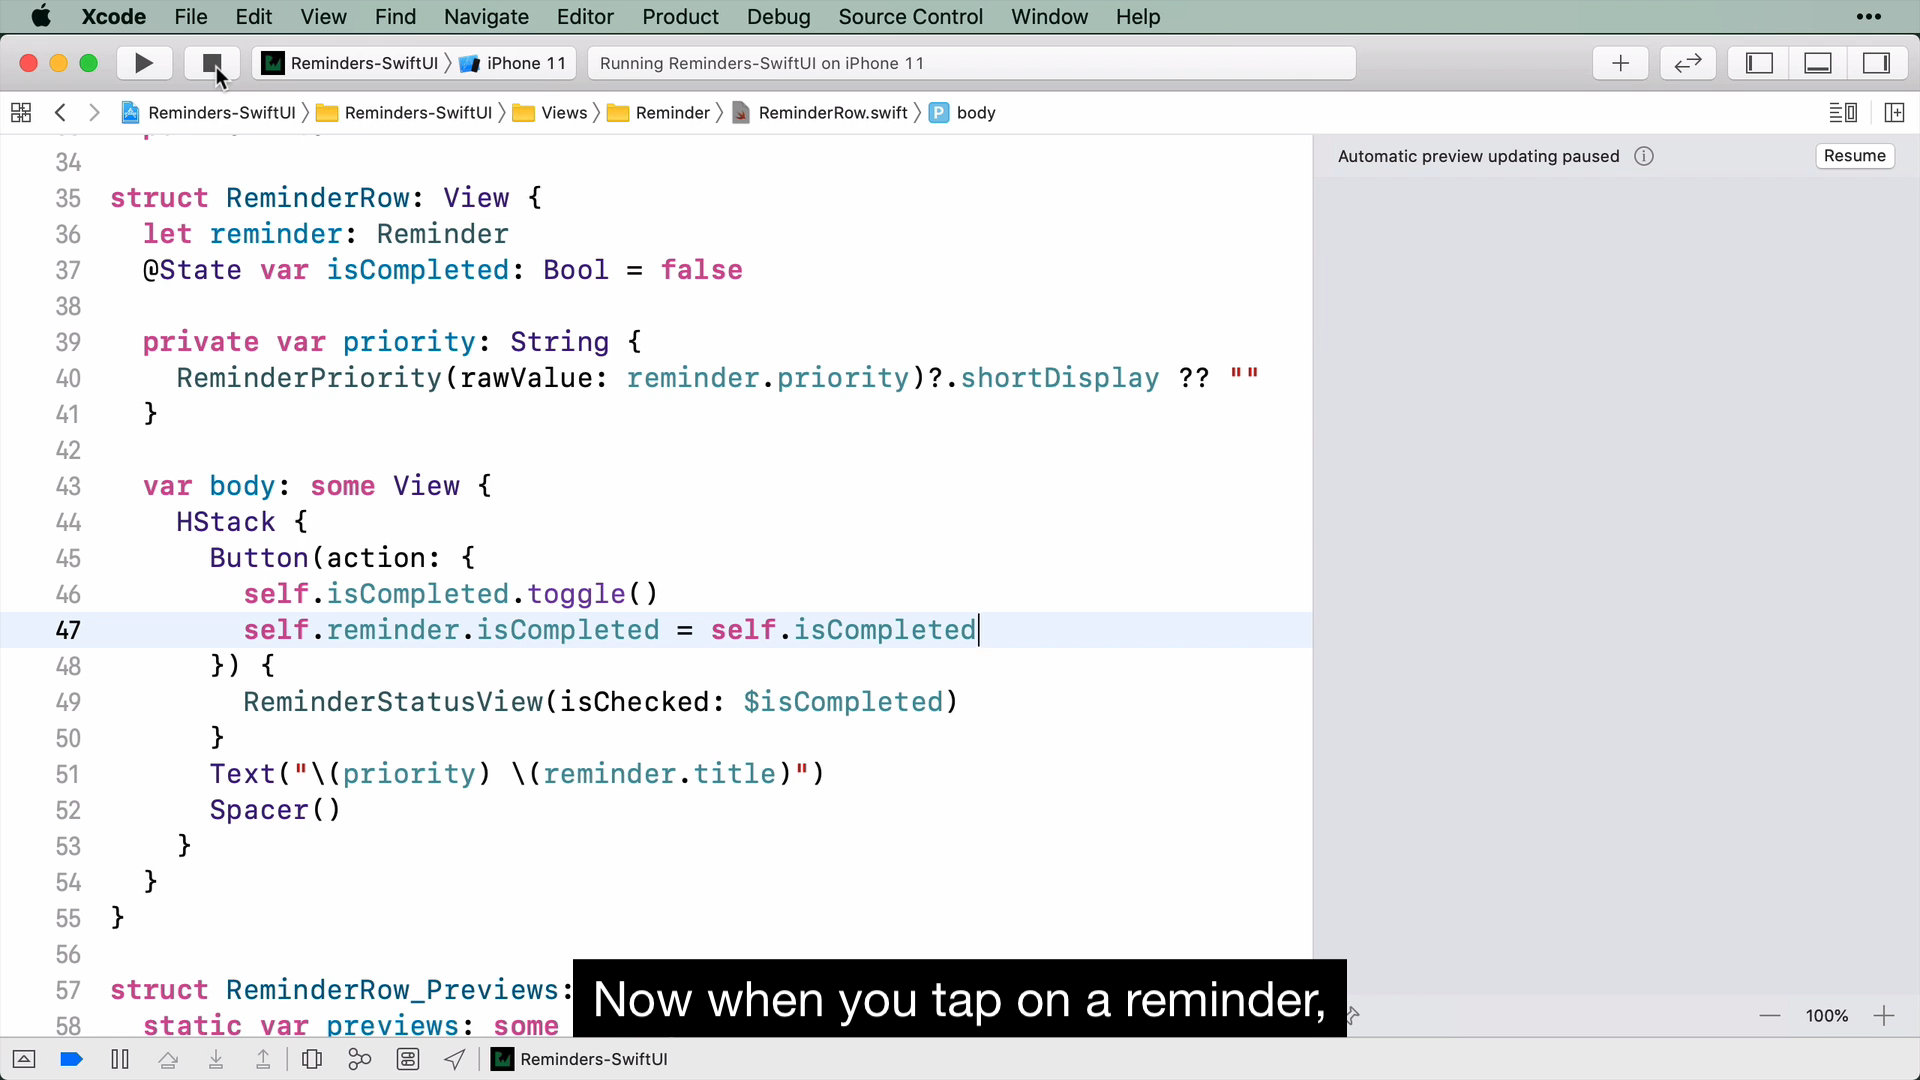 Xcode File Edit View Find Navigate Editor Product Debug Source Control Window Help
Reminders-SwiftUI iPhone 11 Running Reminders-SwiftUI on iPhone 11
Reminders-SwiftUI Reminders-SwiftUI Views Reminder ReminderRow.swift P body
Automatic preview updating paused Resume
34
35 struct ReminderRow: View {
36 let reminder: Reminder
37 @State var isCompleted: Bool = false
38
39 private var priority: String {
40 ReminderPriority(rawValue: reminder.priority)?.shortDisplay ?? ""
41 }
42
43 var body: some View {
44 HStack {
45 Button(action: {
46 self.isCompleted.toggle()
47 self.reminder.isCompleted = self.isCompleted
48 }) {
49 ReminderStatusView(isChecked: $isCompleted)
50 }
51 Text("\(priority) \(reminder.title)")
52 Spacer()
53 }
54 }
55 }
56
57 struct ReminderRow_Previews:
58 static var previews: some
Now when you tap on a reminder,
100%
Reminders-SwiftUI